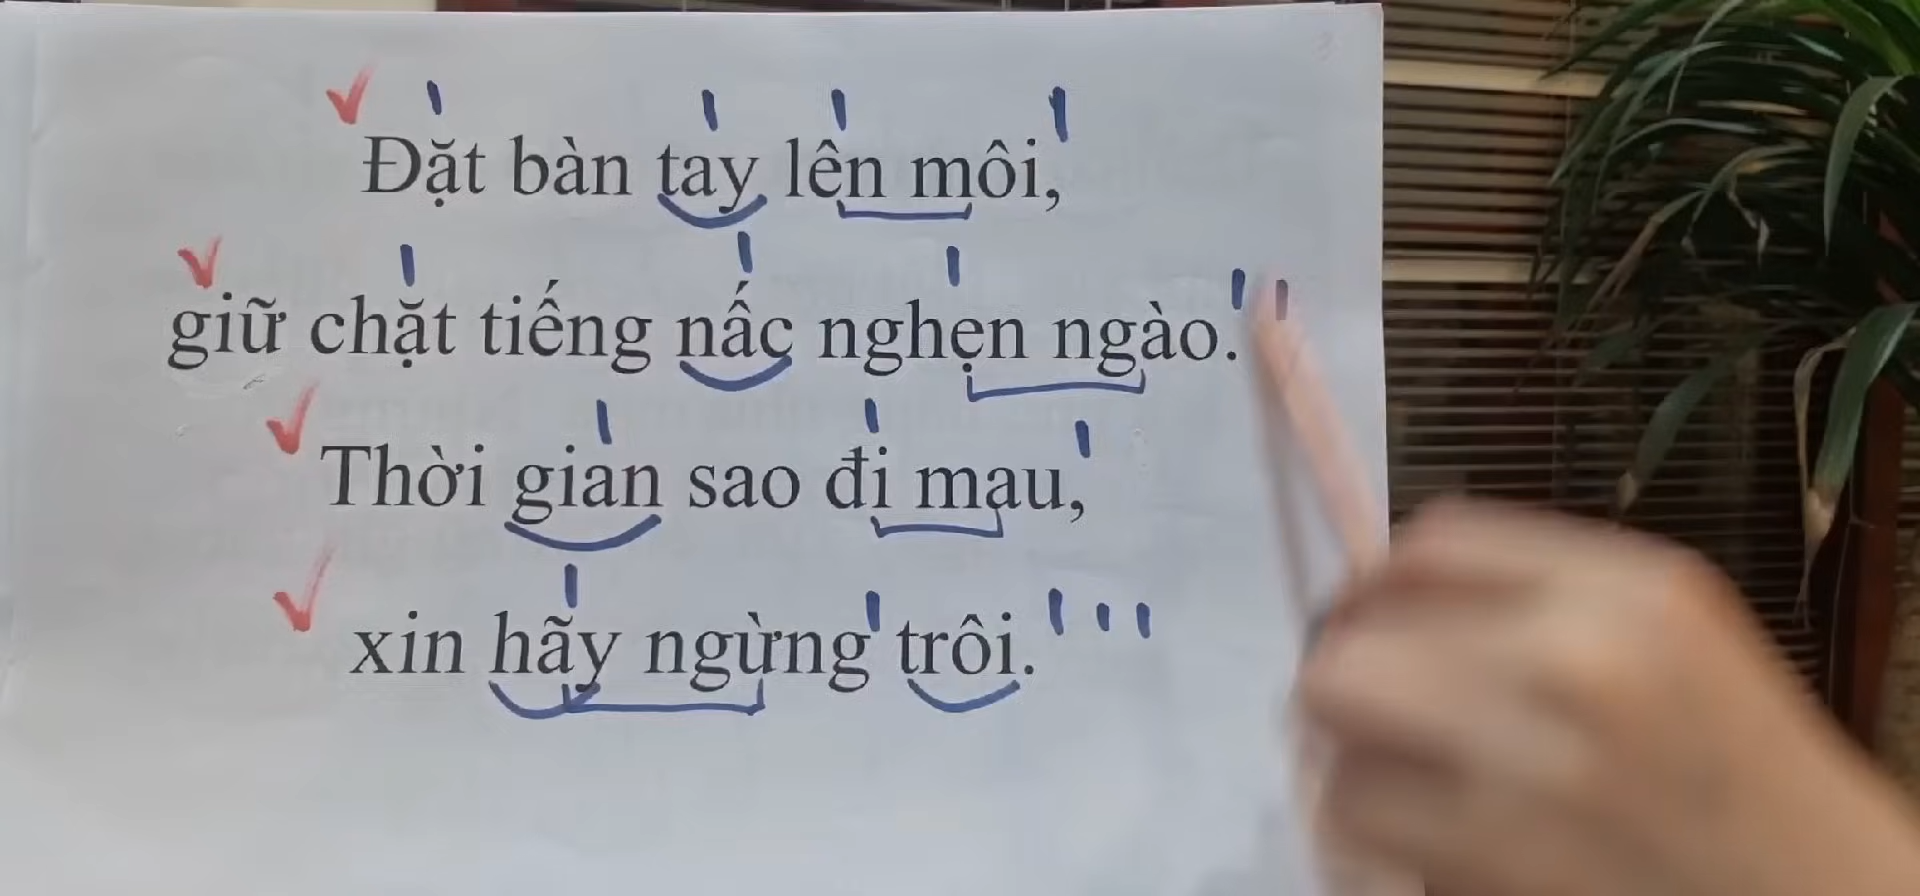 Đặt bàn tay lên môi,
giữ chặt tiếng nấc nghẹn ngào.
Thời gian sao đi mau,
xin hãy ngừng trôi.